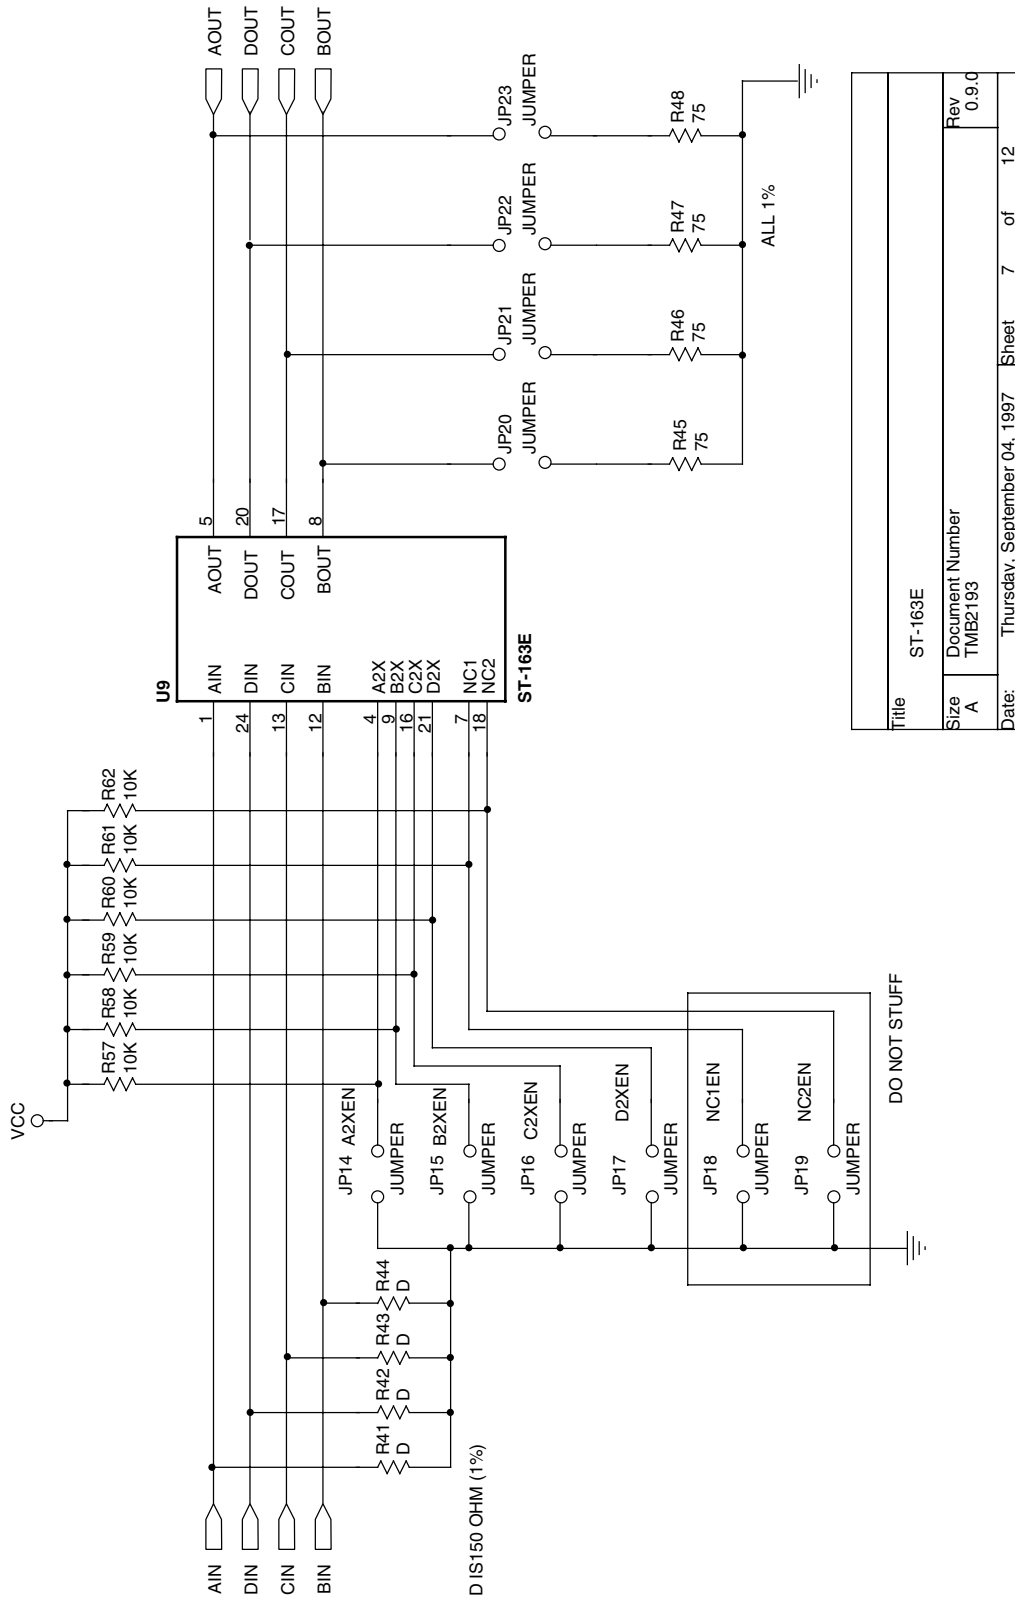 VCC
R57
10K
R58
10K
R59
10K
R60
10K
R61
10K
R62
10K
AIN
DIN
CIN
BIN
U9
1
24
13
12
4
9
16
21
7
18
AIN
DIN
CIN
BIN
A2X
B2X
C2X
D2X
NC1
NC2
AOUT
DOUT
COUT
BOUT
5
20
17
8
ST-163E
AOUT
DOUT
COUT
BOUT
R41
D
R42
D
R43
D
R44
D
D IS150 OHM (1%)
JP14
A2XEN
JUMPER
JP15
B2XEN
JUMPER
JP16
C2XEN
JUMPER
JP17
D2XEN
JUMPER
JP18
NC1EN
JUMPER
JP19
NC2EN
JUMPER
DO NOT STUFF
JP20
JUMPER
JP21
JUMPER
JP22
JUMPER
JP23
JUMPER
R45
75
R46
75
R47
75
R48
75
ALL 1%
Title
ST-163E
Size
A
Document Number
TMB2193
Rev
0.9.0
Date: Thursday, September 04, 1997 Sheet 7 of 12